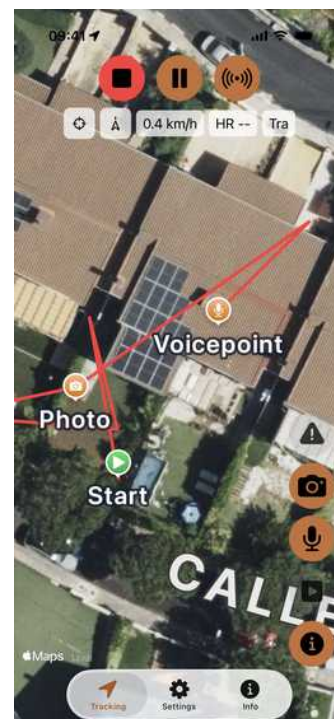 09:41
0.4 km/h HR -- Tra
Voicepoint
Photo
Start
CALLE
Maps
Tracking Settings Info